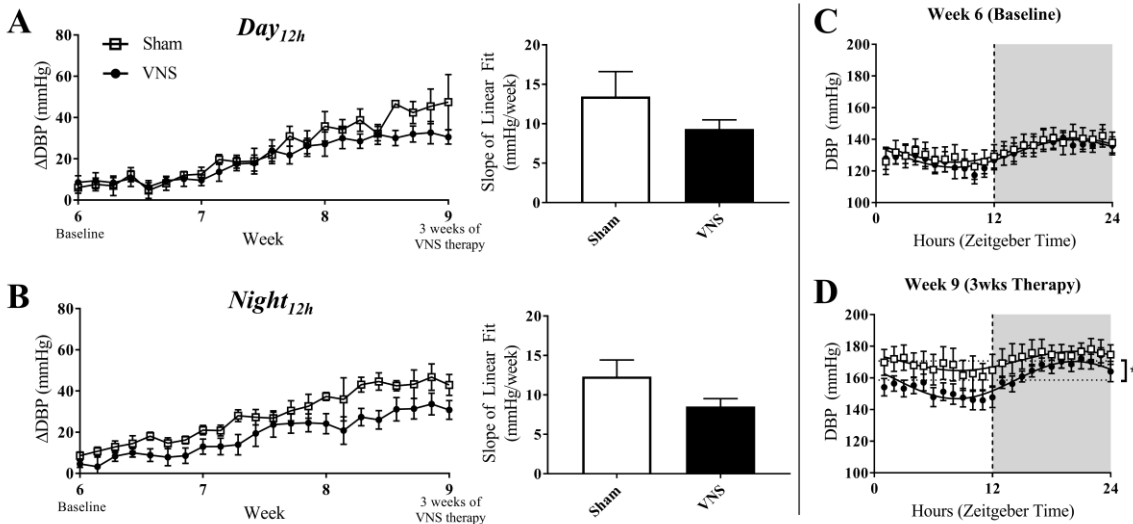 A
Day12h
Sham
VNS
ΔDBP (mmHg)
80
60
40
20
0
6
7
8
9
Baseline
Week
3 weeks of
VNS therapy
Slope of Linear Fit
(mmHg/week)
20
15
10
5
0
Sham
VNS
B
Night12h
ΔDBP (mmHg)
80
60
40
20
0
6
7
8
9
Baseline
Week
3 weeks of
VNS therapy
Slope of Linear Fit
(mmHg/week)
20
15
10
5
0
Sham
VNS
C
Week 6 (Baseline)
DBP (mmHg)
200
180
160
140
120
100
0
12
24
Hours (Zeitgeber Time)
D
Week 9 (3wks Therapy)
DBP (mmHg)
200
180
160
140
120
100
0
12
24
Hours (Zeitgeber Time)
*